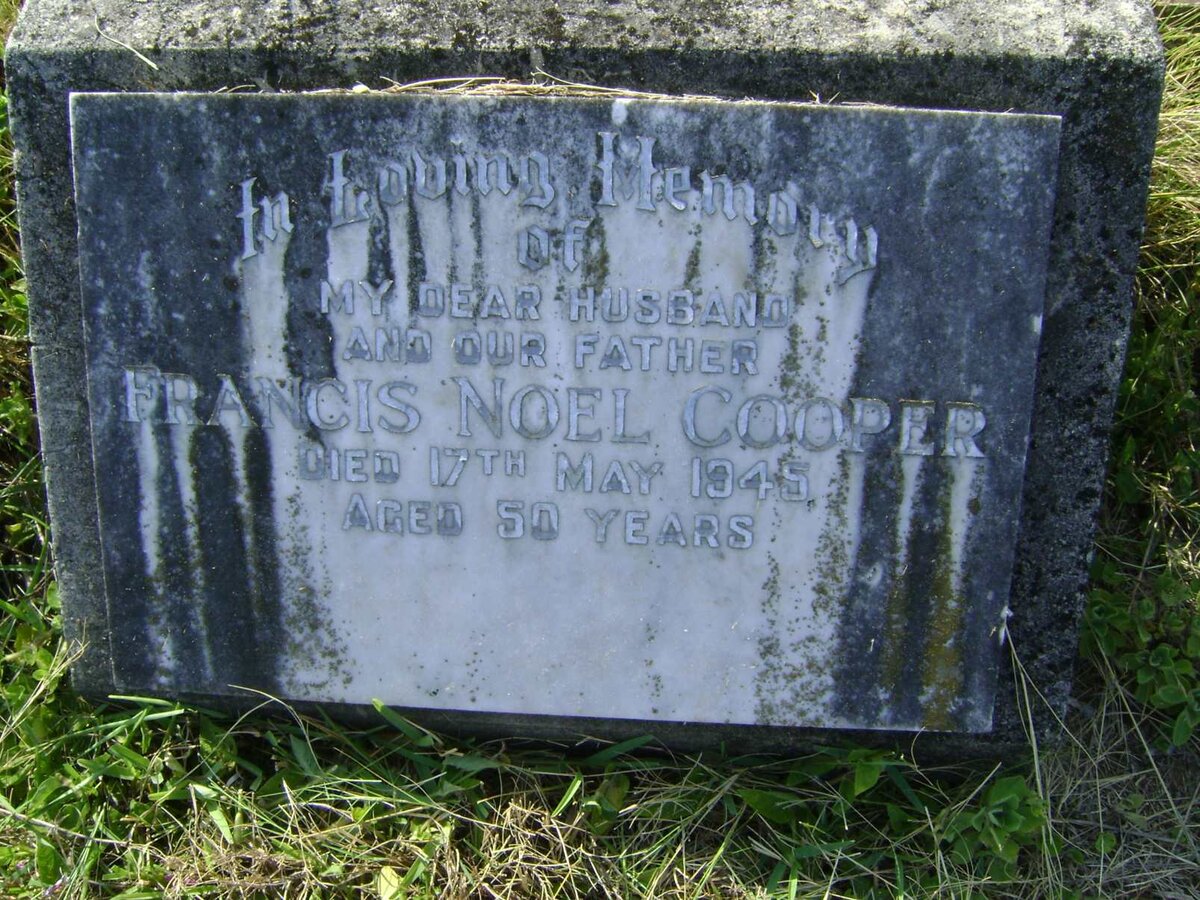 In Loving Memory
of
MY DEAR HUSBAND
AND OUR FATHER
FRANCIS NOEL COOPER
DIED 17TH MAY 1945
AGED 50 YEARS